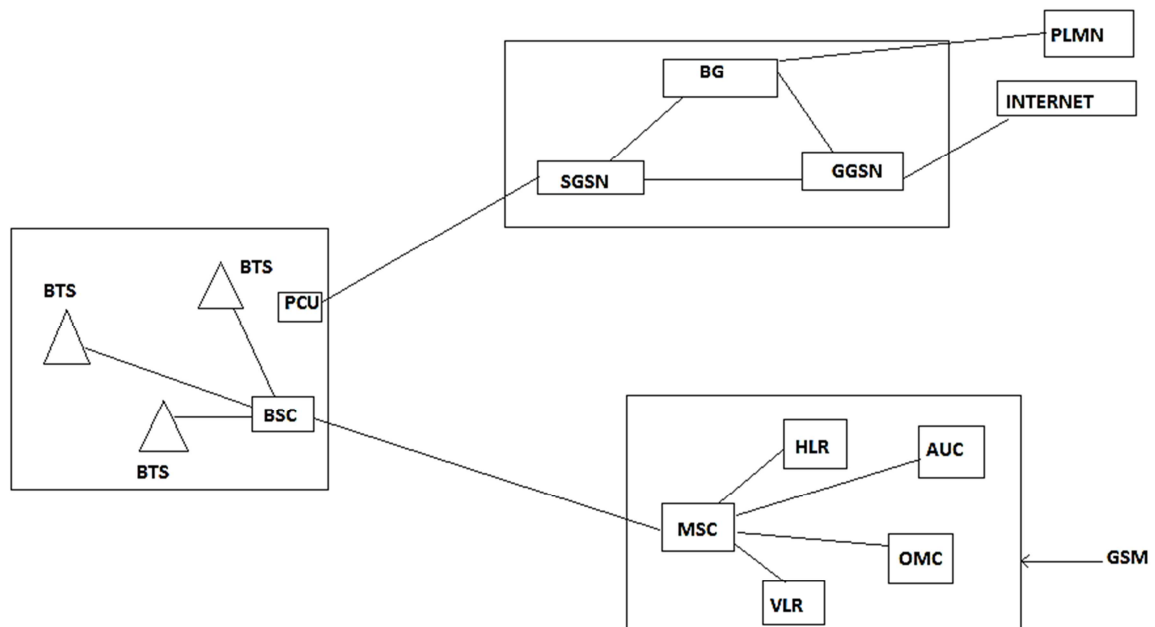 PLMN
BG
INTERNET
SGSN
GGSN
BTS
BTS
PCU
BSC
BTS
HLR
AUC
MSC
OMC
GSM
VLR